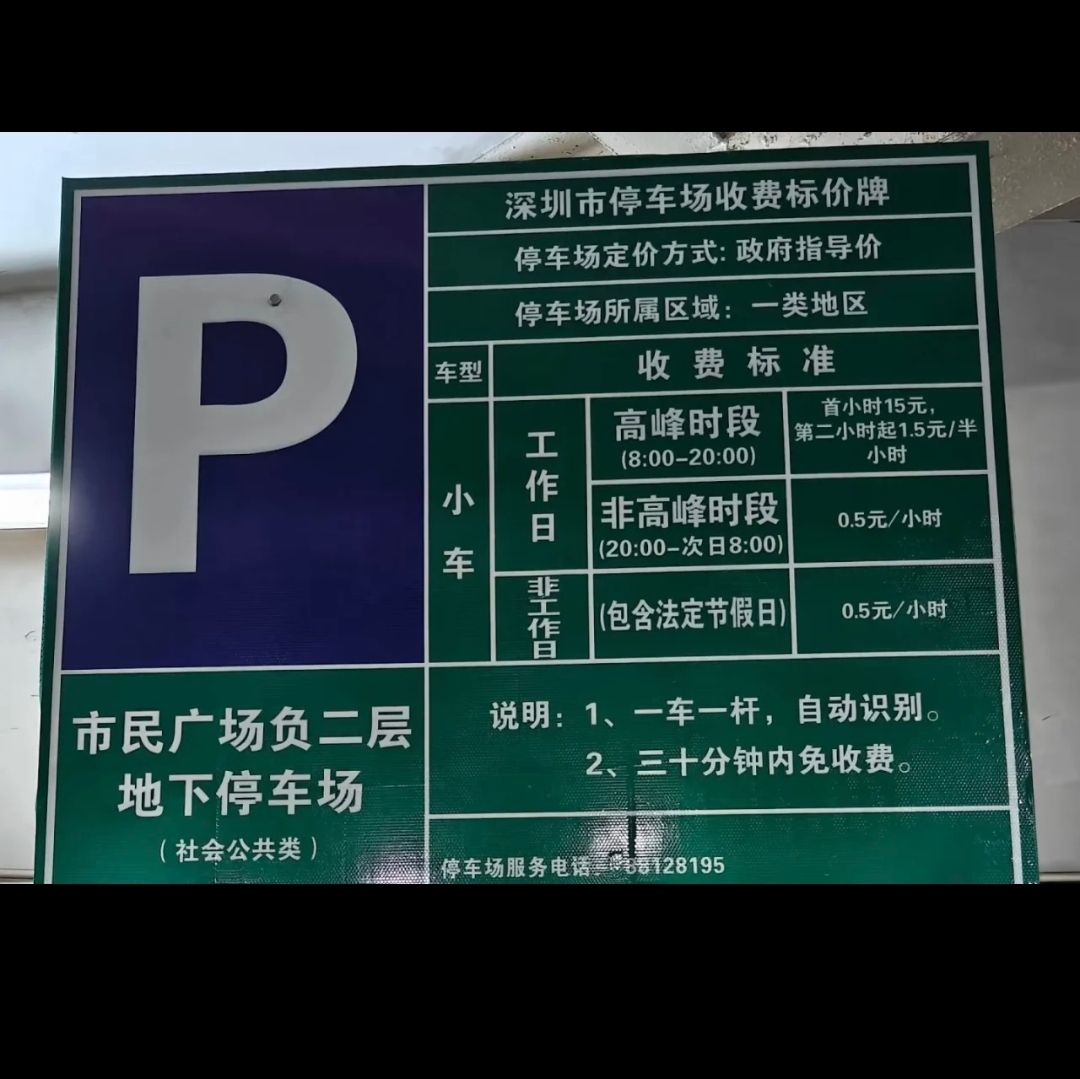 P
深圳市停车场收费标价牌
停车场定价方式：政府指导价
停车场所属区域：一类地区
车型
收费标准
小车
工作日
高峰时段
(8:00-20:00)
首小时15元，
第二小时起1.5元/半
小时
非高峰时段
(20:00-次日8:00)
0.5元/小时
非工作日
(包含法定节假日)
0.5元/小时
市民广场负二层
地下停车场
（社会公共类）
说明：1、一车一杆，自动识别。
2、三十分钟内免收费。
停车场服务电话